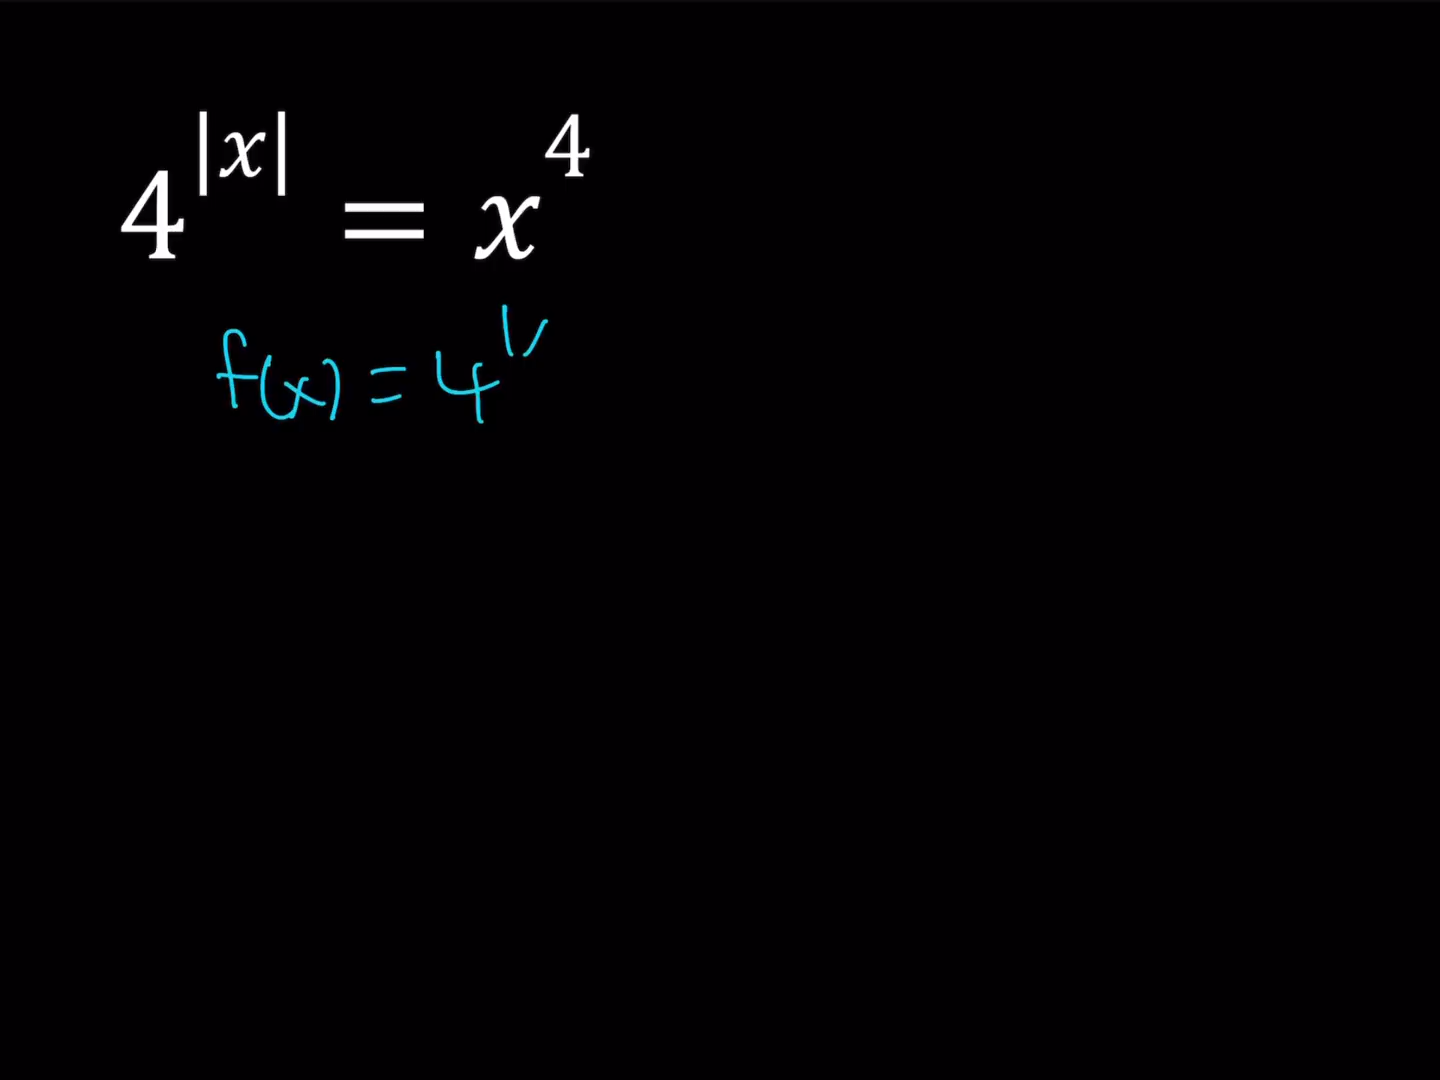 4^|x| = x^4
f(x) = 4^|